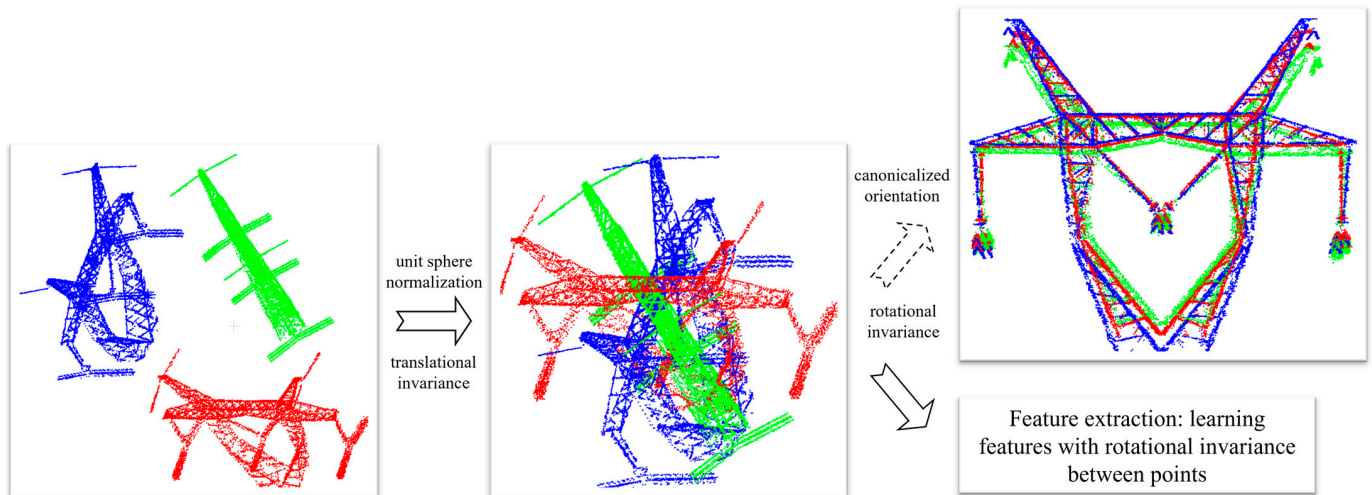 unit sphere
normalization
translational
invariance
canonicalized
orientation
rotational
invariance
Feature extraction: learning
features with rotational invariance
between points